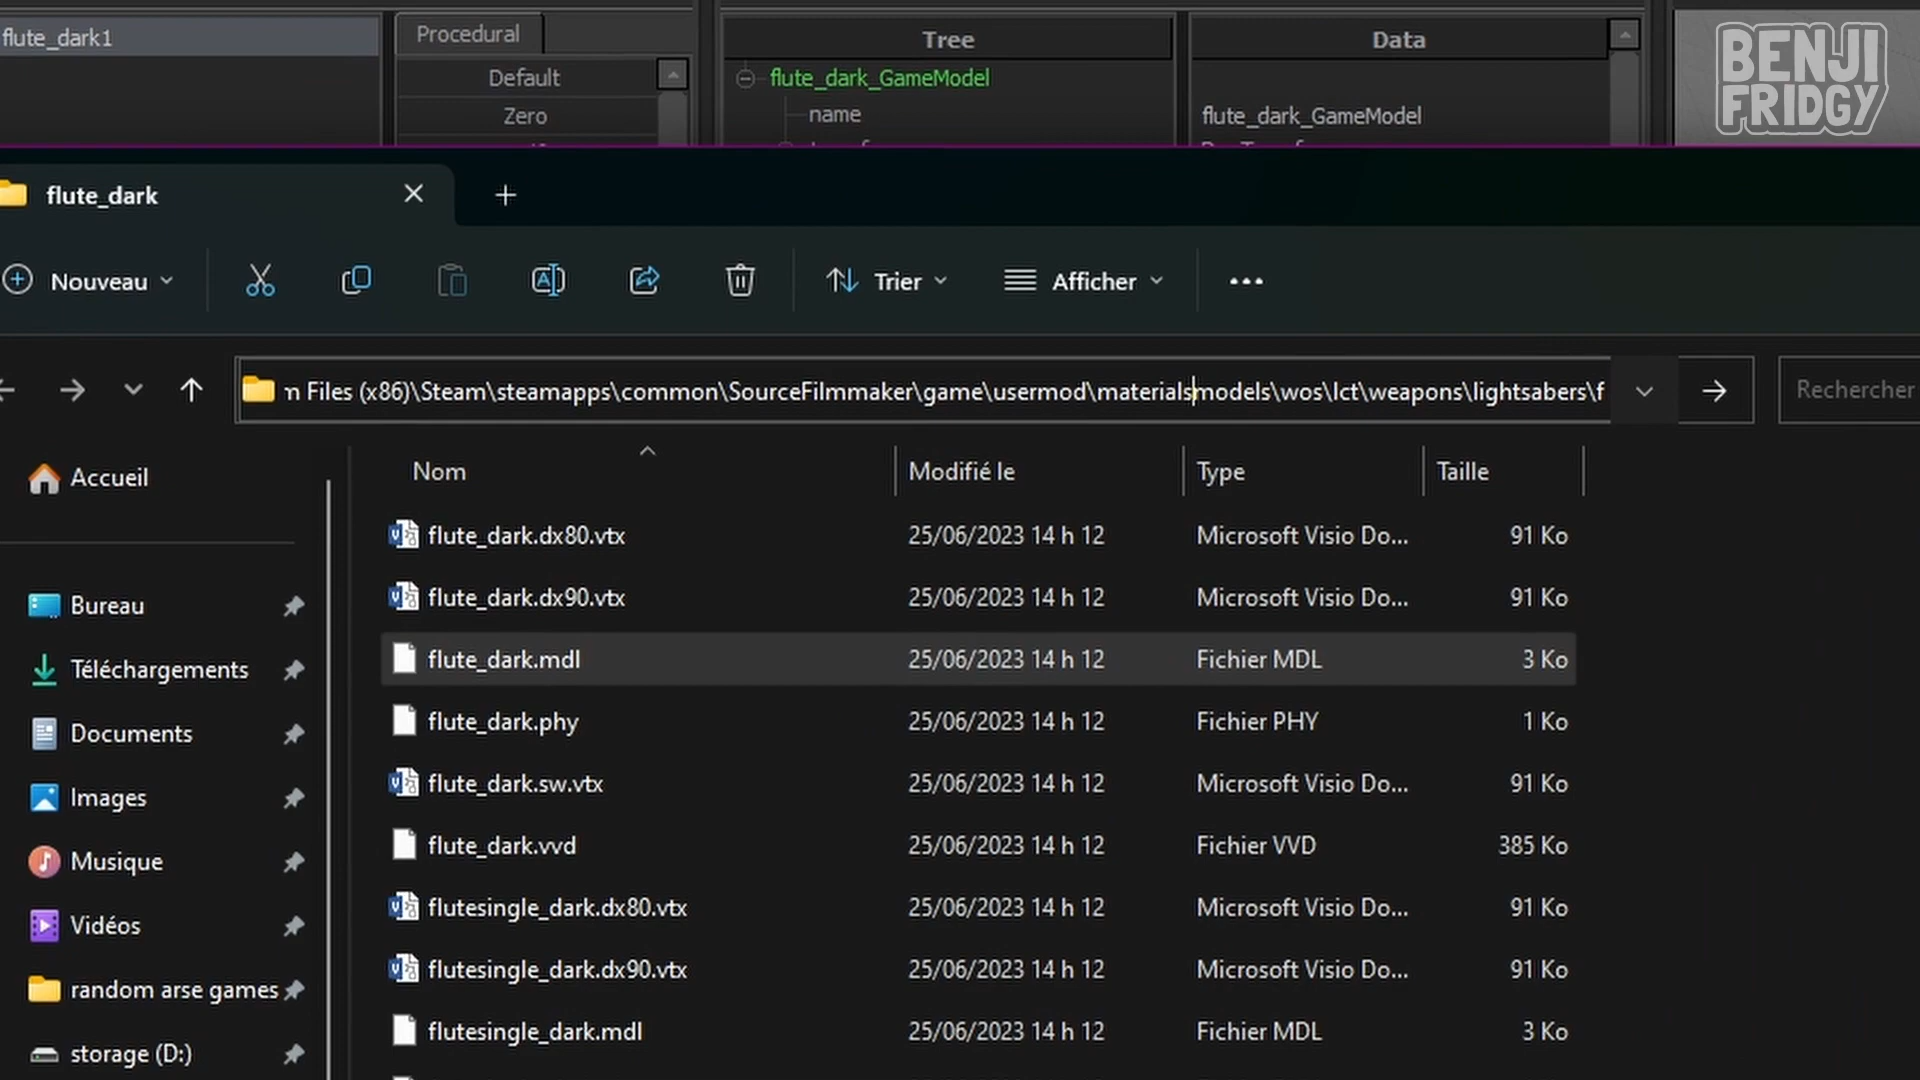 flute_dark1
Procedural
Default
Zero
Tree
flute_dark_GameModel
name
Data
flute_dark_GameModel
BENJI
FRIDGY
flute_dark
Nouveau
Trier
Afficher
n Files (x86)\Steam\steamapps\common\SourceFilmmaker\game\usermod\materialsmodels\wos\lct\weapons\lightsabers\f
Rechercher
Accueil
Bureau
Téléchargements
Documents
Images
Musique
Vidéos
random arse games
storage (D:)
Nom Modifié le Type Taille
flute_dark.dx80.vtx 25/06/2023 14 h 12 Microsoft Visio Do... 91 Ko
flute_dark.dx90.vtx 25/06/2023 14 h 12 Microsoft Visio Do... 91 Ko
flute_dark.mdl 25/06/2023 14 h 12 Fichier MDL 3 Ko
flute_dark.phy 25/06/2023 14 h 12 Fichier PHY 1 Ko
flute_dark.sw.vtx 25/06/2023 14 h 12 Microsoft Visio Do... 91 Ko
flute_dark.vvd 25/06/2023 14 h 12 Fichier VVD 385 Ko
flutesingle_dark.dx80.vtx 25/06/2023 14 h 12 Microsoft Visio Do... 91 Ko
flutesingle_dark.dx90.vtx 25/06/2023 14 h 12 Microsoft Visio Do... 91 Ko
flutesingle_dark.mdl 25/06/2023 14 h 12 Fichier MDL 3 Ko